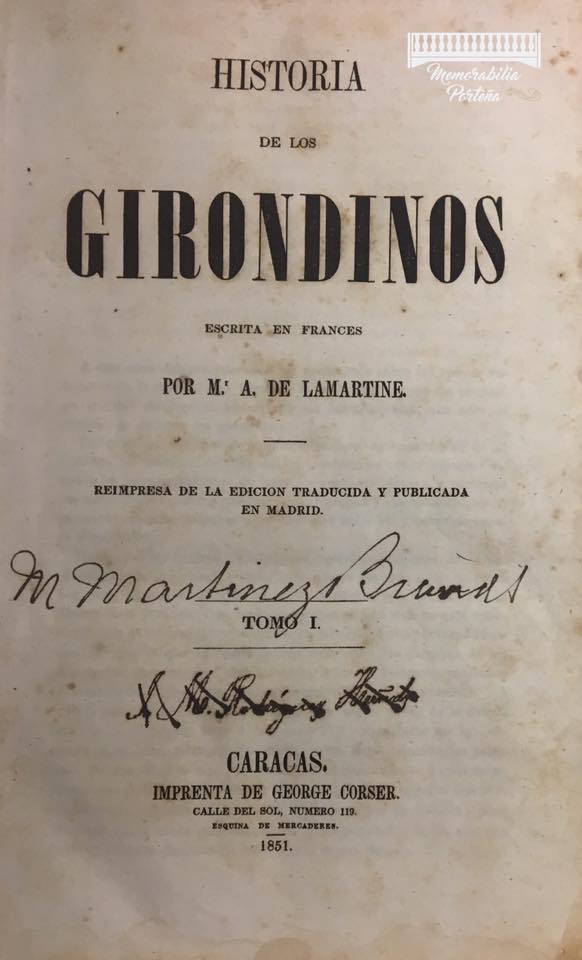 Memorabilia
Porteña
HISTORIA
DE LOS
GIRONDINOS
ESCRITA EN FRANCES
POR M.r A. DE LAMARTINE.
REIMPRESA DE LA EDICION TRADUCIDA Y PUBLICADA
EN MADRID.
M Martinez
TOMO I.
CARACAS.
IMPRENTA DE GEORGE CORSER.
CALLE DEL SOL, NUMERO 119.
ESQUINA DE MERCADERES.
1851.